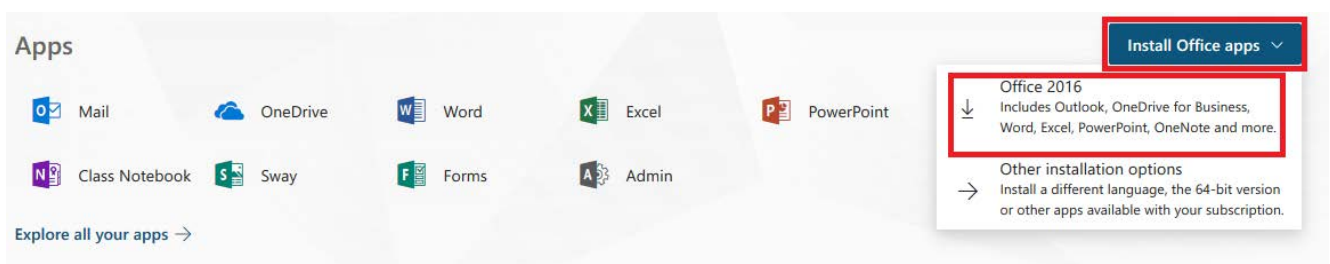 Apps
Install Office apps
Mail
OneDrive
Word
Excel
PowerPoint
Class Notebook
Sway
Forms
Admin
Explore all your apps →
Office 2016
Includes Outlook, OneDrive for Business,
Word, Excel, PowerPoint, OneNote and more.
Other installation options
Install a different language, the 64-bit version
or other apps available with your subscription.